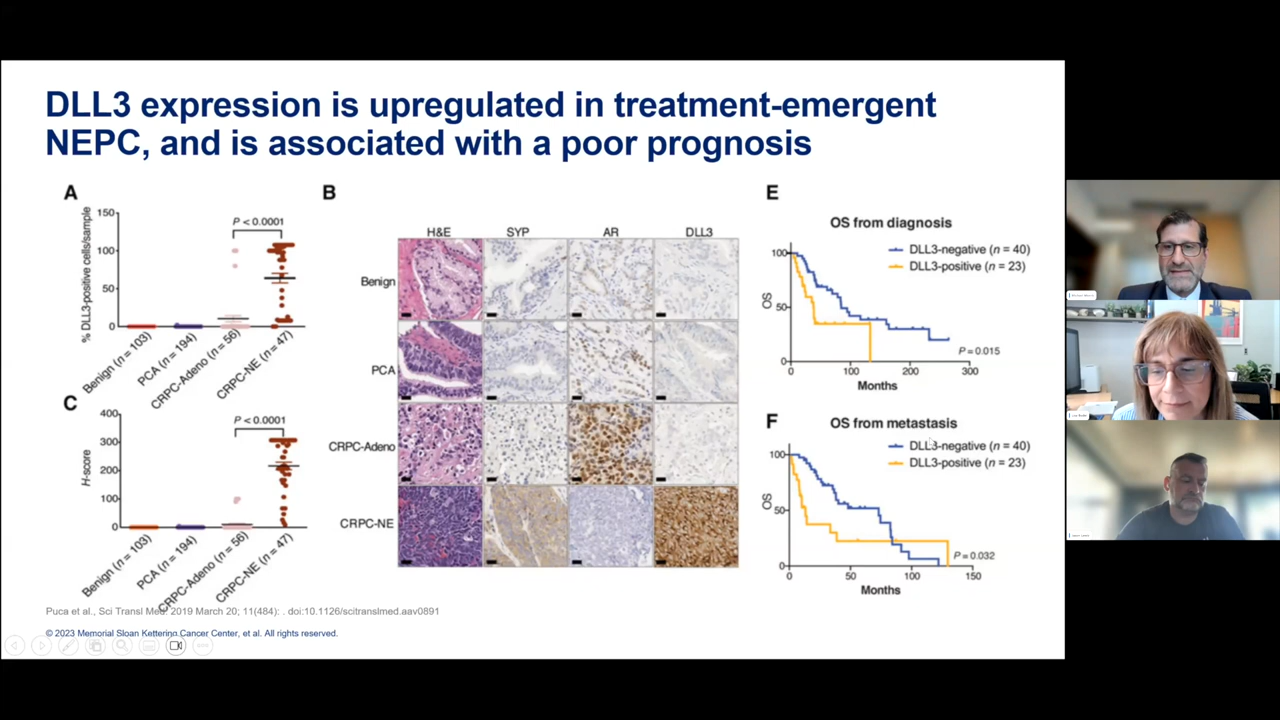 DLL3 expression is upregulated in treatment-emergent
NEPC, and is associated with a poor prognosis
A
% DLL3-positive cells/sample
150
100
50
0
P < 0.0001
Benign (n = 103)
PCA (n = 194)
CRPC-Adeno (n = 56)
CRPC-NE (n = 47)
C
H-score
400
300
200
100
0
P < 0.0001
Benign (n = 103)
PCA (n = 194)
CRPC-Adeno (n = 56)
CRPC-NE (n = 47)
B
H&E SYP AR DLL3
Benign
PCA
CRPC-Adeno
CRPC-NE
E
OS from diagnosis
DLL3-negative (n = 40)
DLL3-positive (n = 23)
OS
100
50
0
P = 0.015
0 100 200 300
Months
F
OS from metastasis
DLL3-negative (n = 40)
DLL3-positive (n = 23)
OS
100
50
0
P = 0.032
0 50 100 150
Months
Puca et al., Sci Transl Med. 2019 March 20; 11(484): . doi:10.1126/scitranslmed.aav0891
© 2023 Memorial Sloan Kettering Cancer Center, et al. All rights reserved.